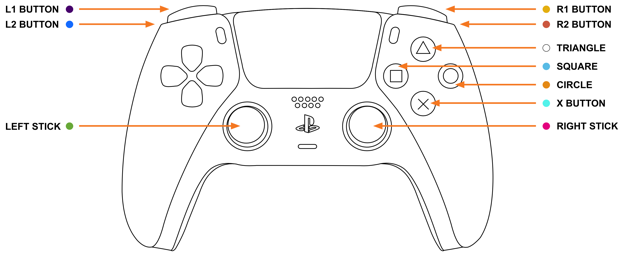 L1 BUTTON
L2 BUTTON
LEFT STICK
R1 BUTTON
R2 BUTTON
TRIANGLE
SQUARE
CIRCLE
X BUTTON
RIGHT STICK